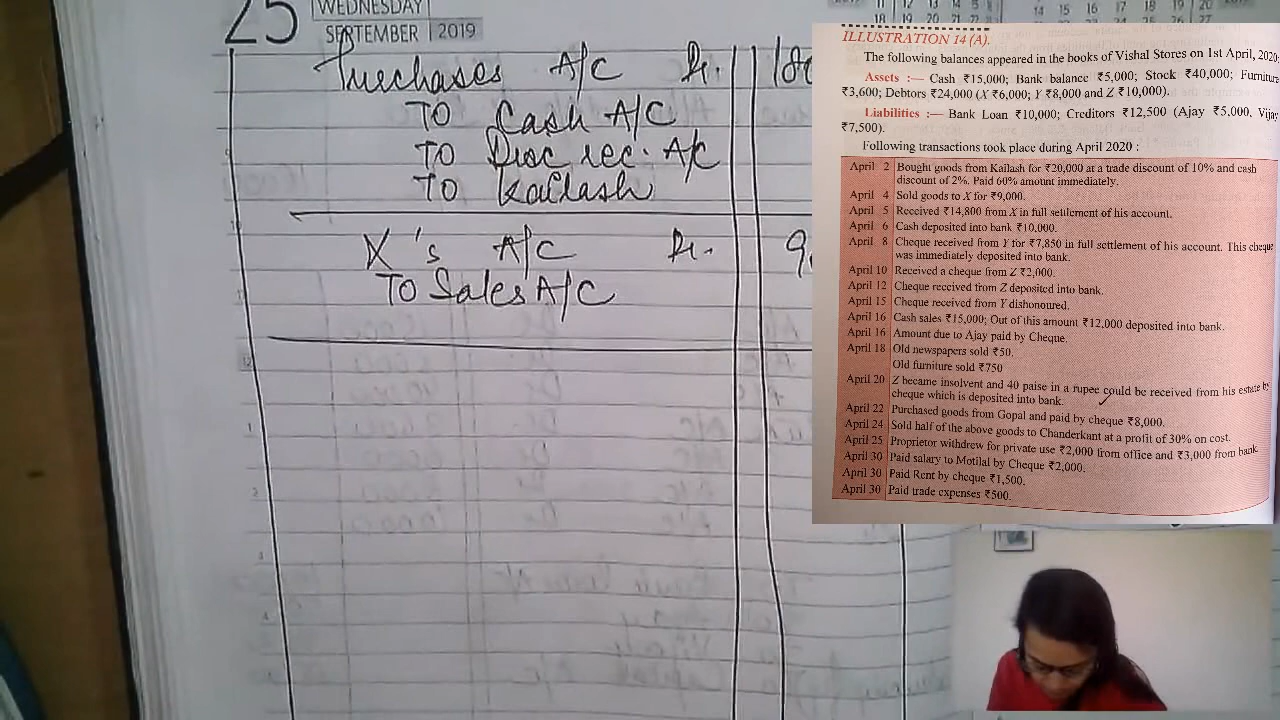 25
WEDNESDAY
SEPTEMBER 2019
Purchases A/C Dr.
TO Cash A/C
TO Disc rec. A/C
TO Kailash
X's A/C Dr.
TO Sales A/C
14 15 16 17 18 19 20
18 19 20 21 22
ILLUSTRATION 14 (A).
The following balances appeared in the books of Vishal Stores on 1st April, 2020
Assets :— Cash ₹15,000; Bank balance ₹5,000; Stock ₹40,000; Furniture
₹3,600; Debtors ₹24,000 (X ₹6,000; Y ₹8,000 and Z ₹10,000).
Liabilities :— Bank Loan ₹10,000; Creditors ₹12,500 (Ajay ₹5,000, Vijay
₹7,500).
Following transactions took place during April 2020 :
April 2 Bought goods from Kailash for ₹20,000 at a trade discount of 10% and cash
discount of 2%. Paid 60% amount immediately.
April 4 Sold goods to X for ₹9,000.
April 5 Received ₹14,800 from X in full settlement of his account.
April 6 Cash deposited into bank ₹10,000.
April 8 Cheque received from Y for ₹7,850 in full settlement of his account. This cheque
was immediately deposited into bank.
April 10 Received a cheque from Z ₹2,000.
April 12 Cheque received from Z deposited into bank.
April 15 Cheque received from Y dishonoured.
April 16 Cash sales ₹15,000; Out of this amount ₹12,000 deposited into bank.
April 16 Amount due to Ajay paid by Cheque.
April 18 Old newspapers sold ₹50.
Old furniture sold ₹750
April 20 Z became insolvent and 40 paise in a rupee could be received from his estate by
cheque which is deposited into bank.
April 22 Purchased goods from Gopal and paid by cheque ₹8,000.
April 24 Sold half of the above goods to Chanderkant at a profit of 30% on cost.
April 25 Proprietor withdrew for private use ₹2,000 from office and ₹3,000 from bank
April 30 Paid salary to Motilal by Cheque ₹2,000.
April 30 Paid Rent by cheque ₹1,500.
April 30 Paid trade expenses ₹500.